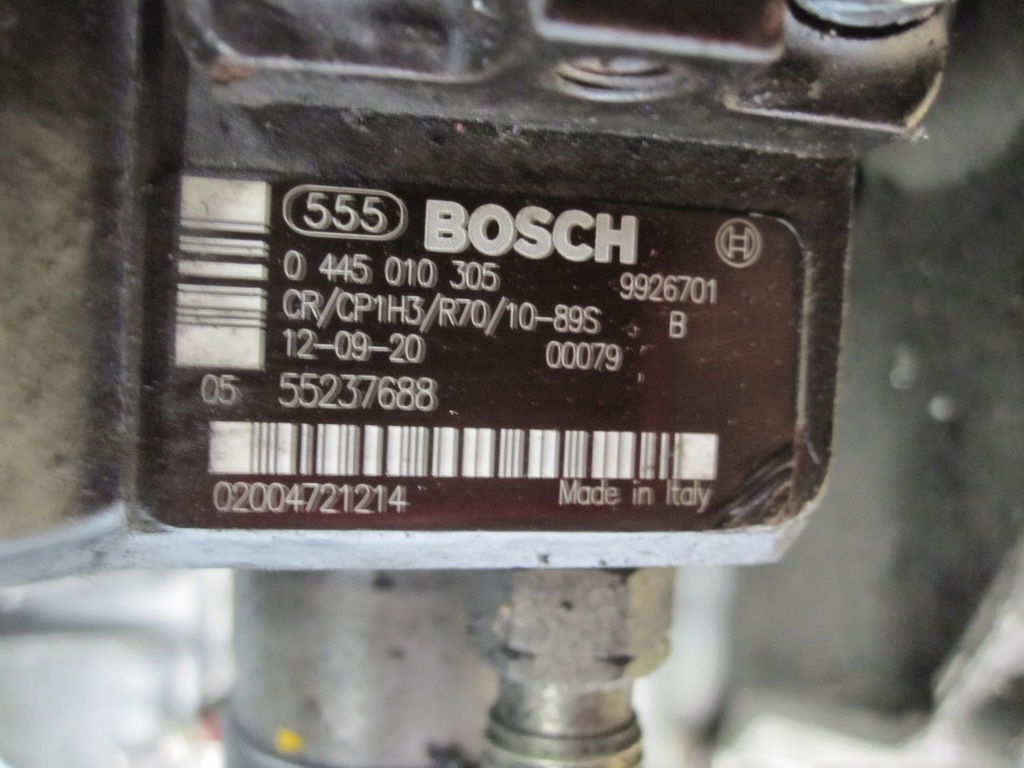 555 BOSCH H
0 445 010 305 9926701
CR/CP1H3/R70/10-89S B
12-09-20 00079
05 55237688
02004721214 Made in Italy